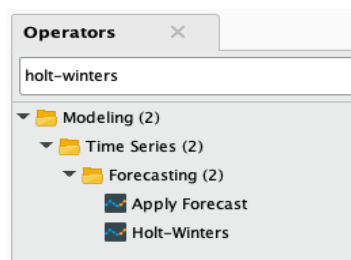 Operators
holt-winters
Modeling (2)
Time Series (2)
Forecasting (2)
Apply Forecast
Holt-Winters